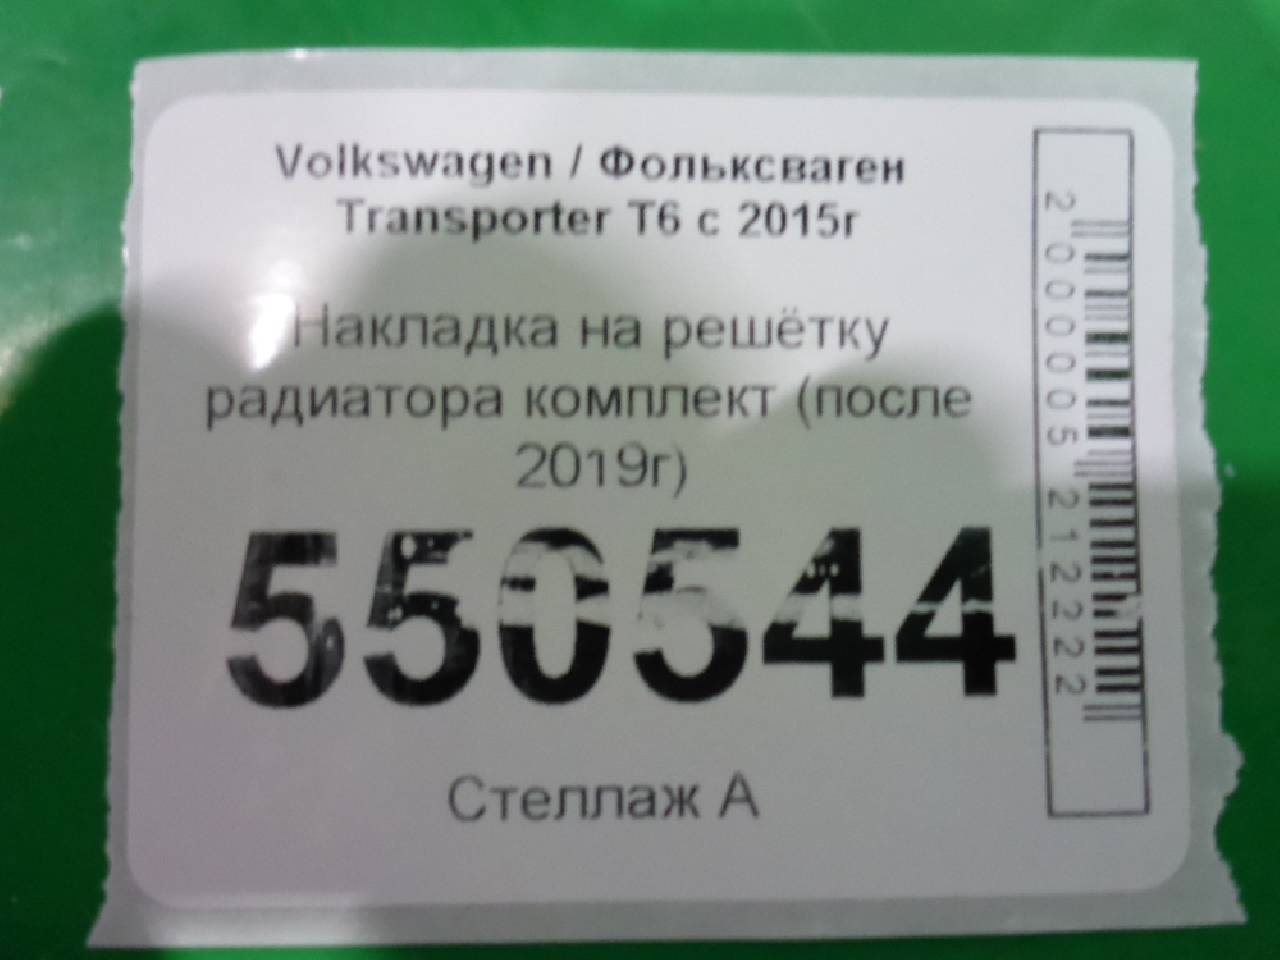 Volkswagen / Фольксваген
Transporter T6 с 2015г
Накладка на решётку
радиатора комплект (после
2019г)
550544
Стеллаж А
2000005212222